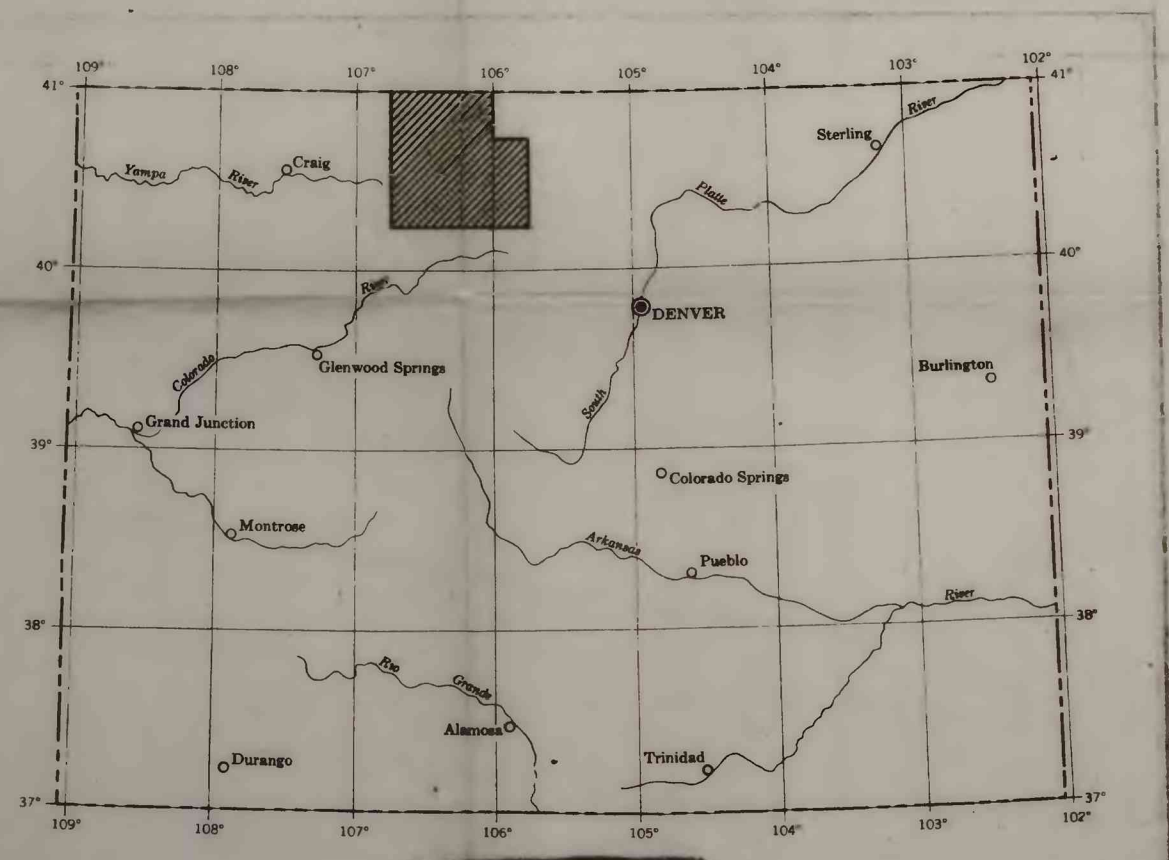 109° 108° 107° 106° 105° 104° 103° 102°
41° 41°
River
Sterling
Yampa River Craig
Platte
40° 40°
River
DENVER
Colorado
Glenwood Springs
Burlington
South
Grand Junction
39° 39°
Colorado Springs
Montrose
Arkansas
Pueblo
River
38° 38°
Rio Grande
Alamosa
Trinidad
Durango
37° 37°
109° 108° 107° 106° 105° 104° 103° 102°